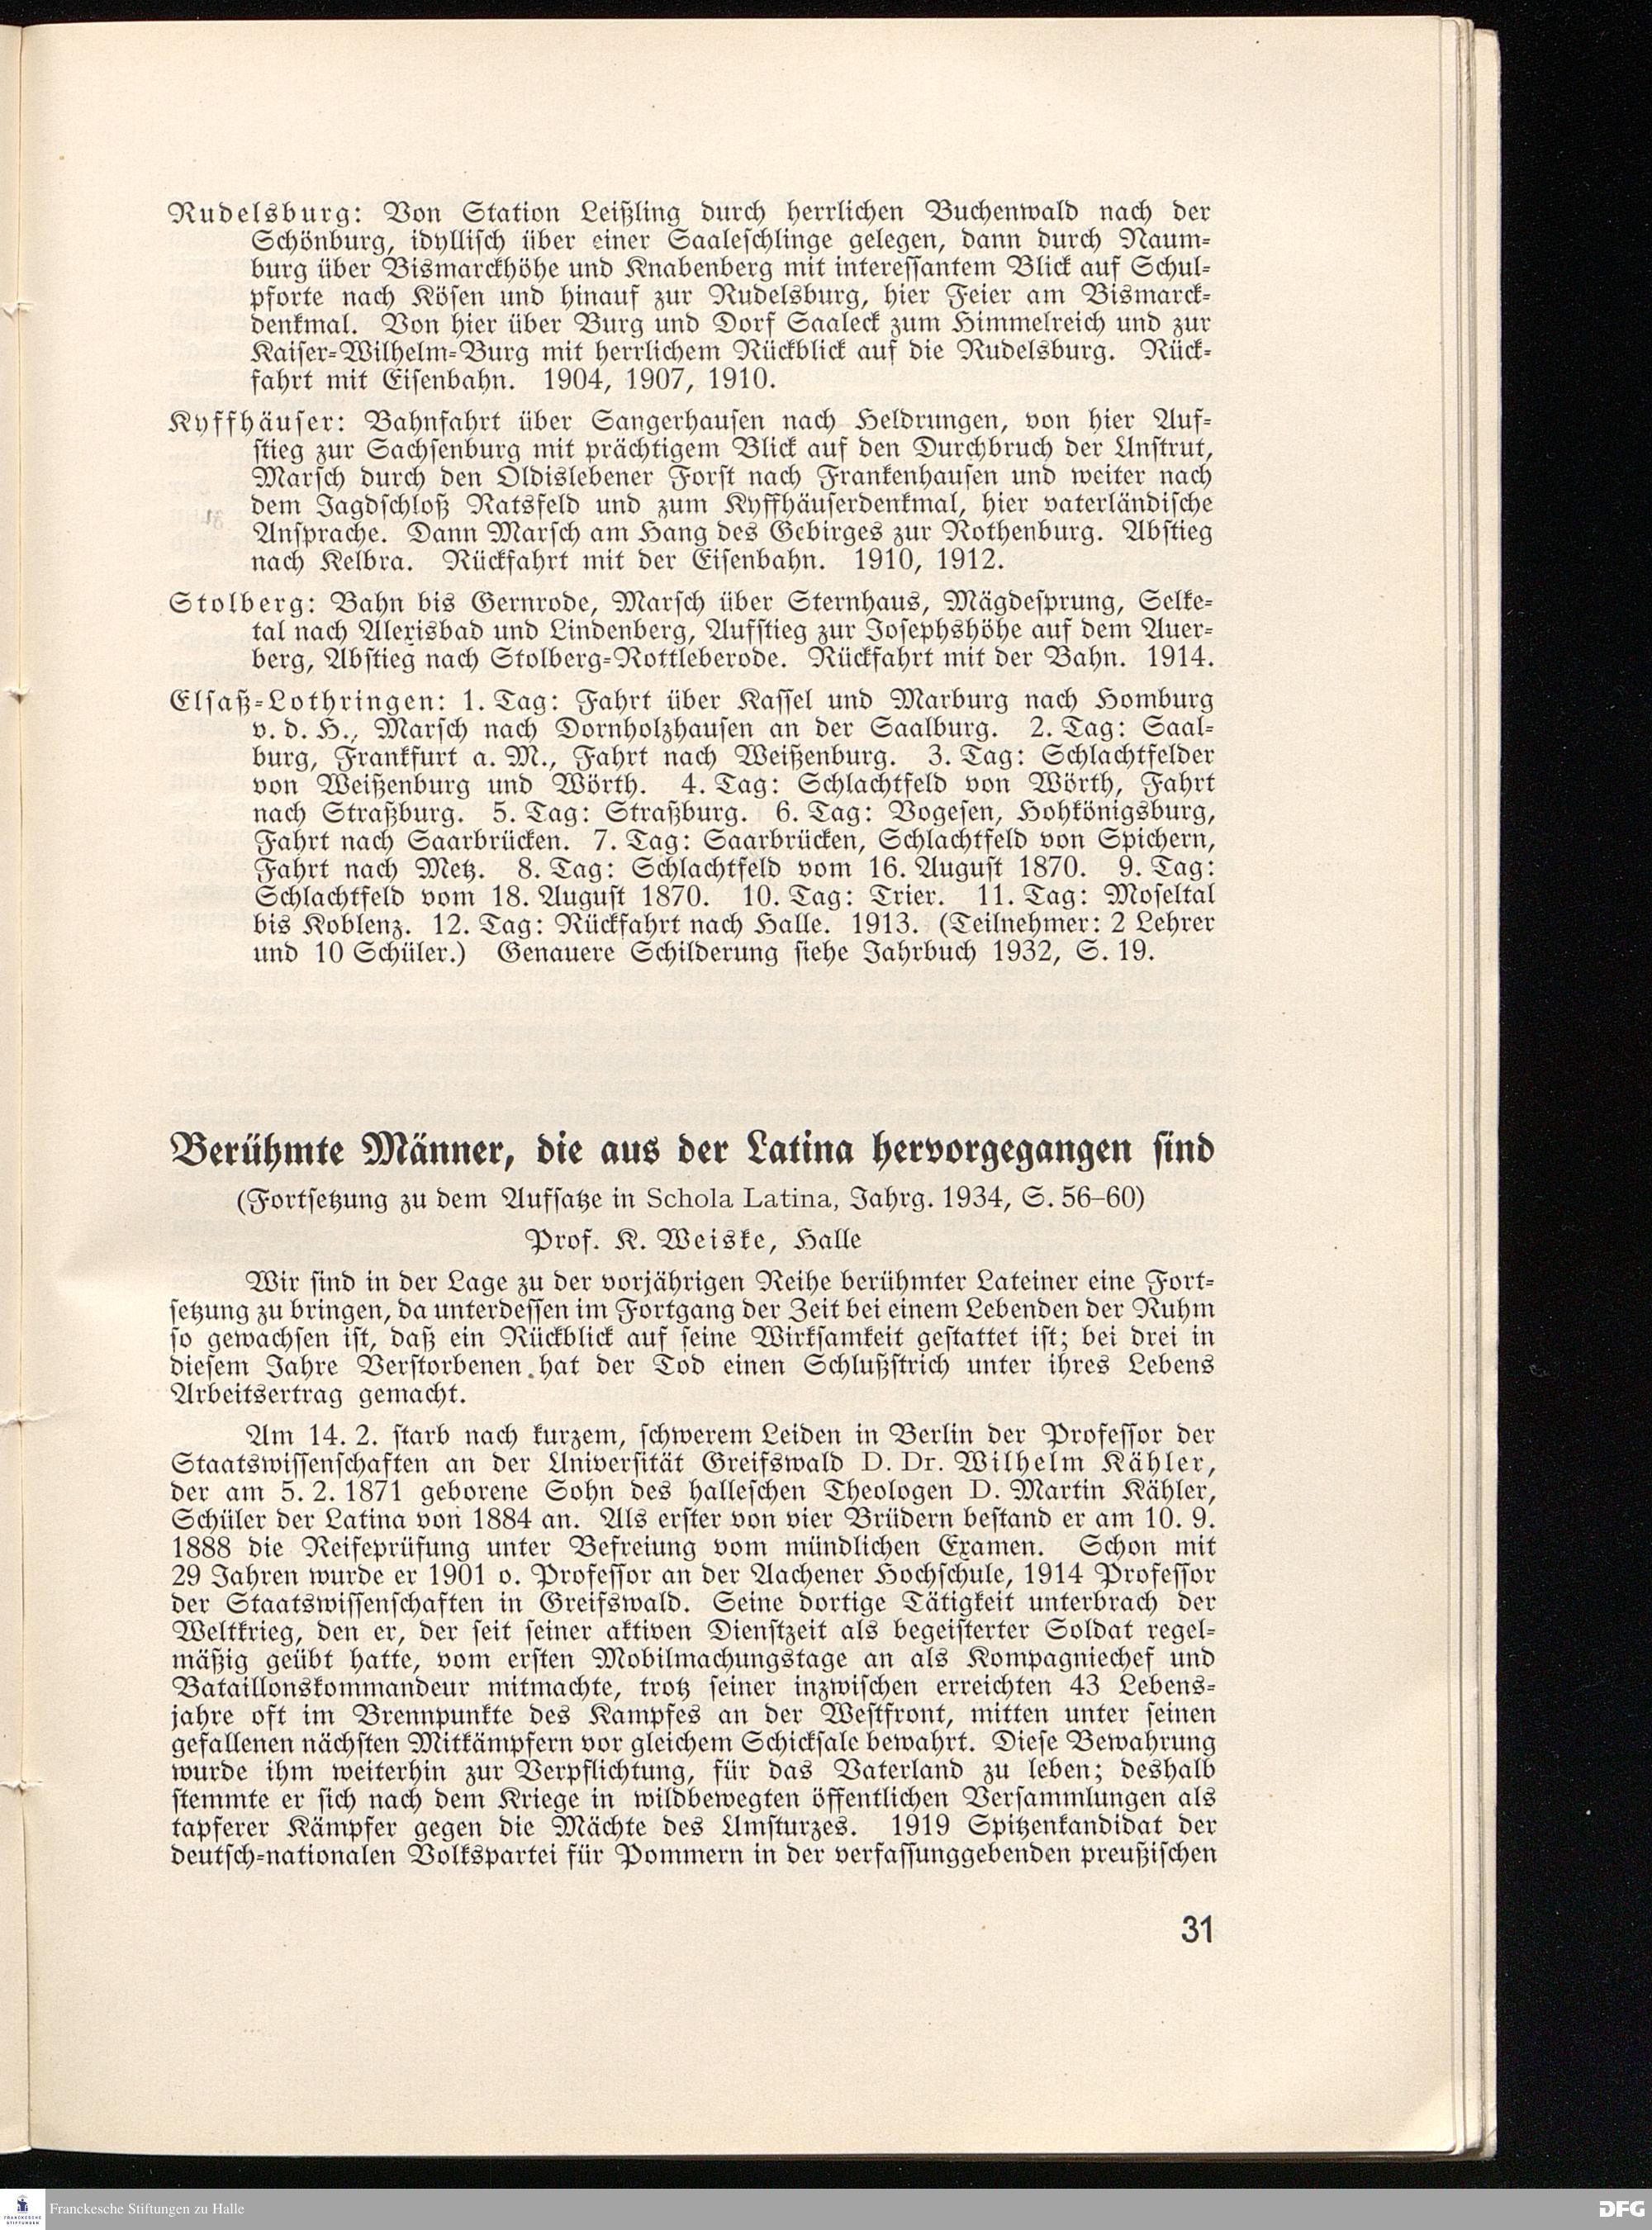 Rudelsburg: Von Station Leißling durch herrlichen Buchenwald nach der
Schönburg, idyllisch über einer Saaleschlinge gelegen, dann durch Naum-
burg über Bismarckhöhe und Knabenberg mit interessantem Blick auf Schul-
pforte nach Kösen und hinauf zur Rudelsburg, hier Feier am Bismarck-
denkmal. Von hier über Burg und Dorf Saaleck zum Himmelreich und zur
Kaiser-Wilhelm-Burg mit herrlichem Rückblick auf die Rudelsburg. Rück-
fahrt mit Eisenbahn. 1904, 1907, 1910.
Kyffhäuser: Bahnfahrt über Sangerhausen nach Heldrungen, von hier Auf-
stieg zur Sachsenburg mit prächtigem Blick auf den Durchbruch der Unstrut,
Marsch durch den Oldislebener Forst nach Frankenhausen und weiter nach
dem Jagdschloß Ratsfeld und zum Kyffhäuserdenkmal, hier vaterländische
Ansprache. Dann Marsch am Hang des Gebirges zur Rothenburg. Abstieg
nach Kelbra. Rückfahrt mit der Eisenbahn. 1910, 1912.
Stolberg: Bahn bis Gernrode, Marsch über Sternhaus, Mägdesprung, Selke-
tal nach Alexisbad und Lindenberg, Aufstieg zur Josephshöhe auf dem Auer-
berg, Abstieg nach Stolberg-Rottleberode. Rückfahrt mit der Bahn. 1914.
Elsaß-Lothringen: 1. Tag: Fahrt über Kassel und Marburg nach Homburg
v. d. H., Marsch nach Dornholzhausen an der Saalburg. 2. Tag: Saal-
burg, Frankfurt a. M., Fahrt nach Weißenburg. 3. Tag: Schlachtfelder
von Weißenburg und Wörth. 4. Tag: Schlachtfeld von Wörth, Fahrt
nach Straßburg. 5. Tag: Straßburg. 6. Tag: Vogesen, Hohkönigsburg,
Fahrt nach Saarbrücken. 7. Tag: Saarbrücken, Schlachtfeld von Spichern,
Fahrt nach Metz. 8. Tag: Schlachtfeld vom 16. August 1870. 9. Tag:
Schlachtfeld vom 18. August 1870. 10. Tag: Trier. 11. Tag: Moseltal
bis Koblenz. 12. Tag: Rückfahrt nach Halle. 1913. (Teilnehmer: 2 Lehrer
und 10 Schüler.) Genauere Schilderung siehe Jahrbuch 1932, S. 19.
Berühmte Männer, die aus der Latina hervorgegangen sind
(Fortsetzung zu dem Aufsatze in Schola Latina, Jahrg. 1934, S. 56–60)
Prof. K. Weiske, Halle
Wir sind in der Lage zu der vorjährigen Reihe berühmter Lateiner eine Fort-
setzung zu bringen, da unterdessen im Fortgang der Zeit bei einem Lebenden der Ruhm
so gewachsen ist, daß ein Rückblick auf seine Wirksamkeit gestattet ist; bei drei in
diesem Jahre Verstorbenen hat der Tod einen Schlußstrich unter ihres Lebens
Arbeitsertrag gemacht.
Am 14. 2. starb nach kurzem, schwerem Leiden in Berlin der Professor der
Staatswissenschaften an der Universität Greifswald D. Dr. Wilhelm Kähler,
der am 5. 2. 1871 geborene Sohn des halleschen Theologen D. Martin Kähler,
Schüler der Latina von 1884 an. Als erster von vier Brüdern bestand er am 10. 9.
1888 die Reifeprüfung unter Befreiung vom mündlichen Examen. Schon mit
29 Jahren wurde er 1901 o. Professor an der Aachener Hochschule, 1914 Professor
der Staatswissenschaften in Greifswald. Seine dortige Tätigkeit unterbrach der
Weltkrieg, den er, der seit seiner aktiven Dienstzeit als begeisterter Soldat regel-
mäßig geübt hatte, vom ersten Mobilmachungstage an als Kompagniechef und
Bataillonskommandeur mitmachte, trotz seiner inzwischen erreichten 43 Lebens-
jahre oft im Brennpunkte des Kampfes an der Westfront, mitten unter seinen
gefallenen nächsten Mitkämpfern vor gleichem Schicksale bewahrt. Diese Bewahrung
wurde ihm weiterhin zur Verpflichtung, für das Vaterland zu leben; deshalb
stemmte er sich nach dem Kriege in wildbewegten öffentlichen Versammlungen als
tapferer Kämpfer gegen die Mächte des Umsturzes. 1919 Spitzenkandidat der
deutsch-nationalen Volkspartei für Pommern in der verfassunggebenden preußischen
31
FRANCKESCHE
STIFTUNGEN
Franckesche Stiftungen zu Halle
DFG